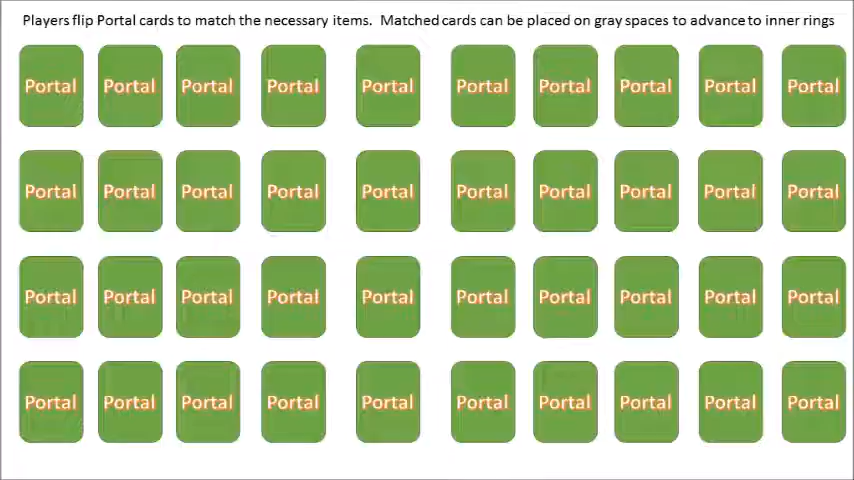 Players flip Portal cards to match the necessary items. Matched cards can be placed on gray spaces to advance to inner rings
Portal Portal Portal Portal Portal Portal Portal Portal Portal Portal
Portal Portal Portal Portal Portal Portal Portal Portal Portal Portal
Portal Portal Portal Portal Portal Portal Portal Portal Portal Portal
Portal Portal Portal Portal Portal Portal Portal Portal Portal Portal